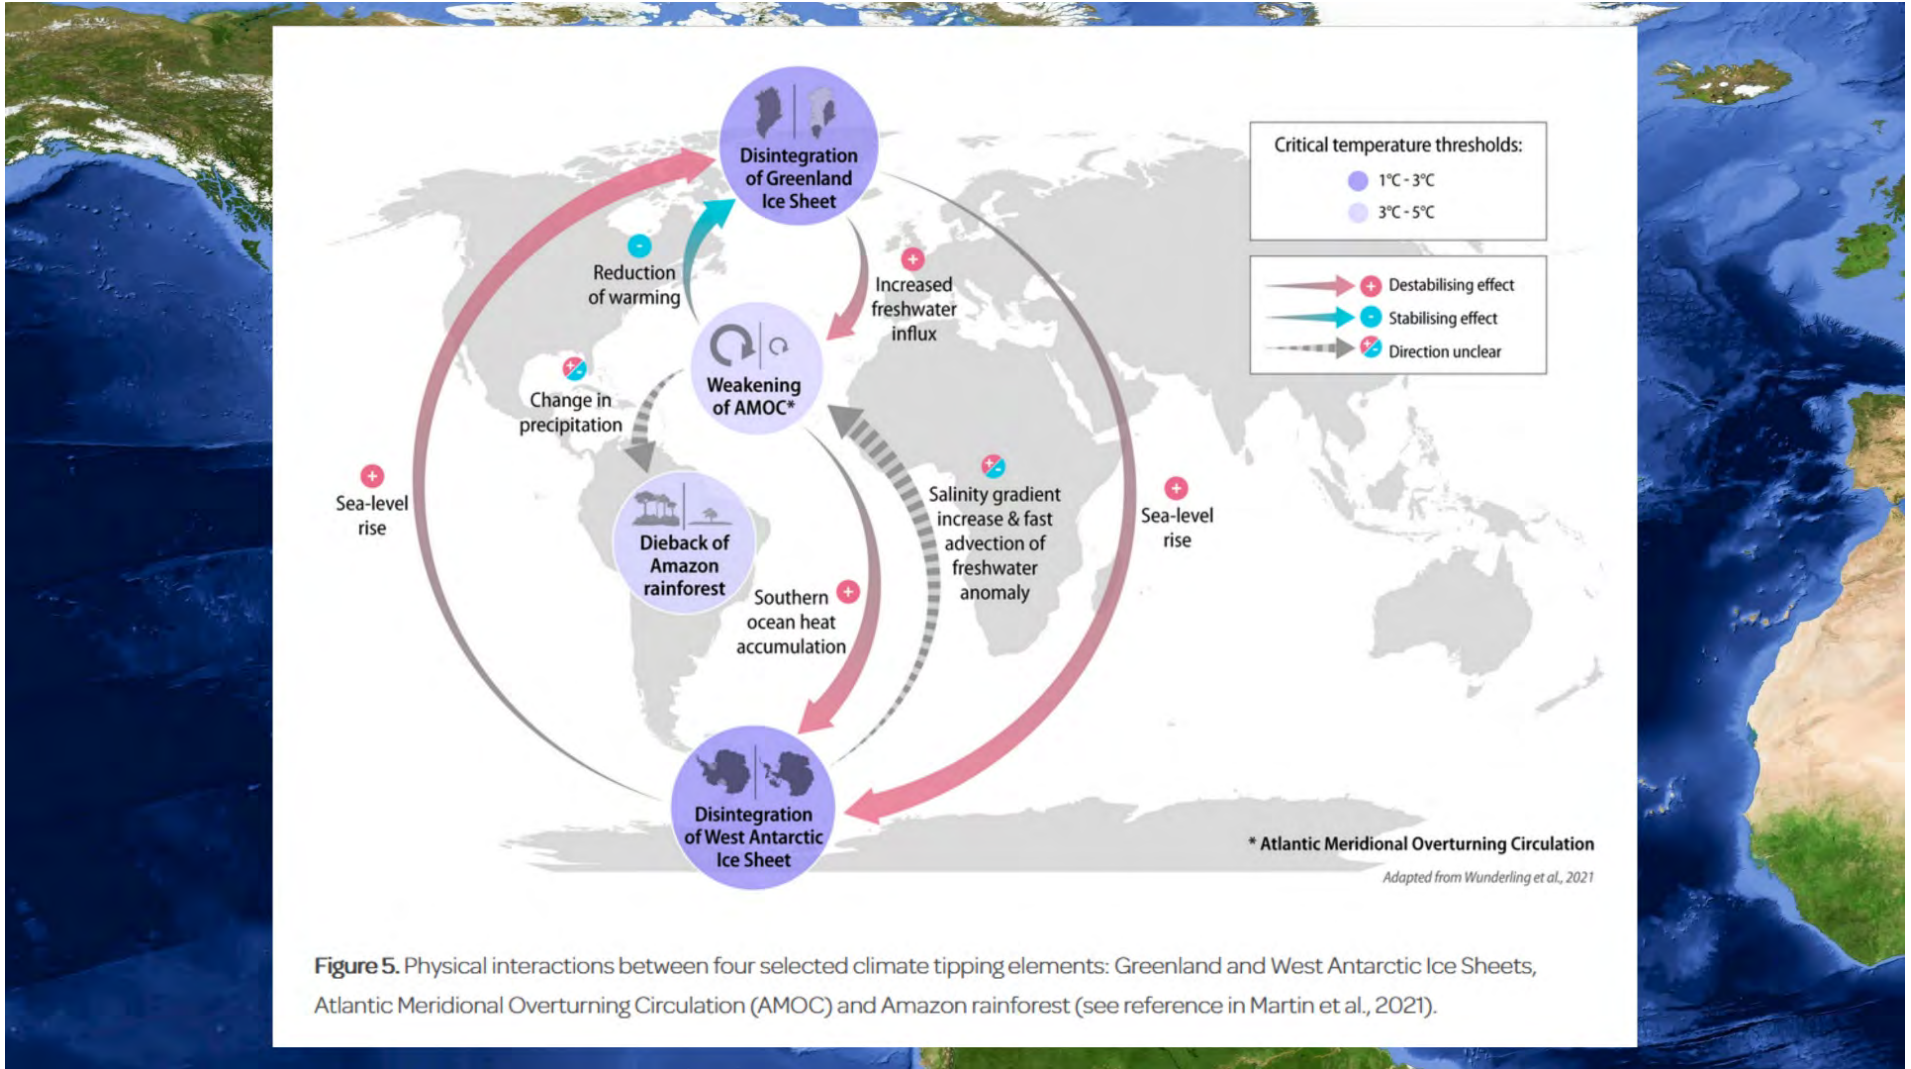 Disintegration
of Greenland
Ice Sheet
Critical temperature thresholds:
1°C - 3°C
3°C - 5°C
-
Reduction
of warming
+
Increased
freshwater
influx
+ Destabilising effect
- Stabilising effect
+- Direction unclear
+-
Change in
precipitation
Weakening
of AMOC*
+
Sea-level
rise
+-
Salinity gradient
increase & fast
advection of
freshwater
anomaly
+
Sea-level
rise
Dieback of
Amazon
rainforest
+
Southern
ocean heat
accumulation
Disintegration
of West Antarctic
Ice Sheet
* Atlantic Meridional Overturning Circulation
Adapted from Wunderling et al., 2021
Figure 5. Physical interactions between four selected climate tipping elements: Greenland and West Antarctic Ice Sheets,
Atlantic Meridional Overturning Circulation (AMOC) and Amazon rainforest (see reference in Martin et al., 2021).